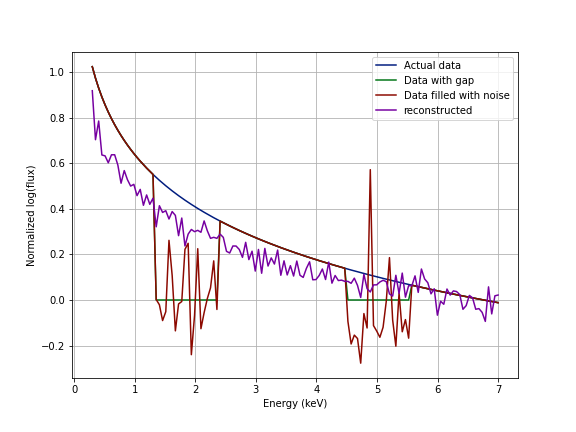 Actual data
Data with gap
Data filled with noise
reconstructed
Normalized log(flux)
1.0
0.8
0.6
0.4
0.2
0.0
−0.2
0 1 2 3 4 5 6 7
Energy (keV)